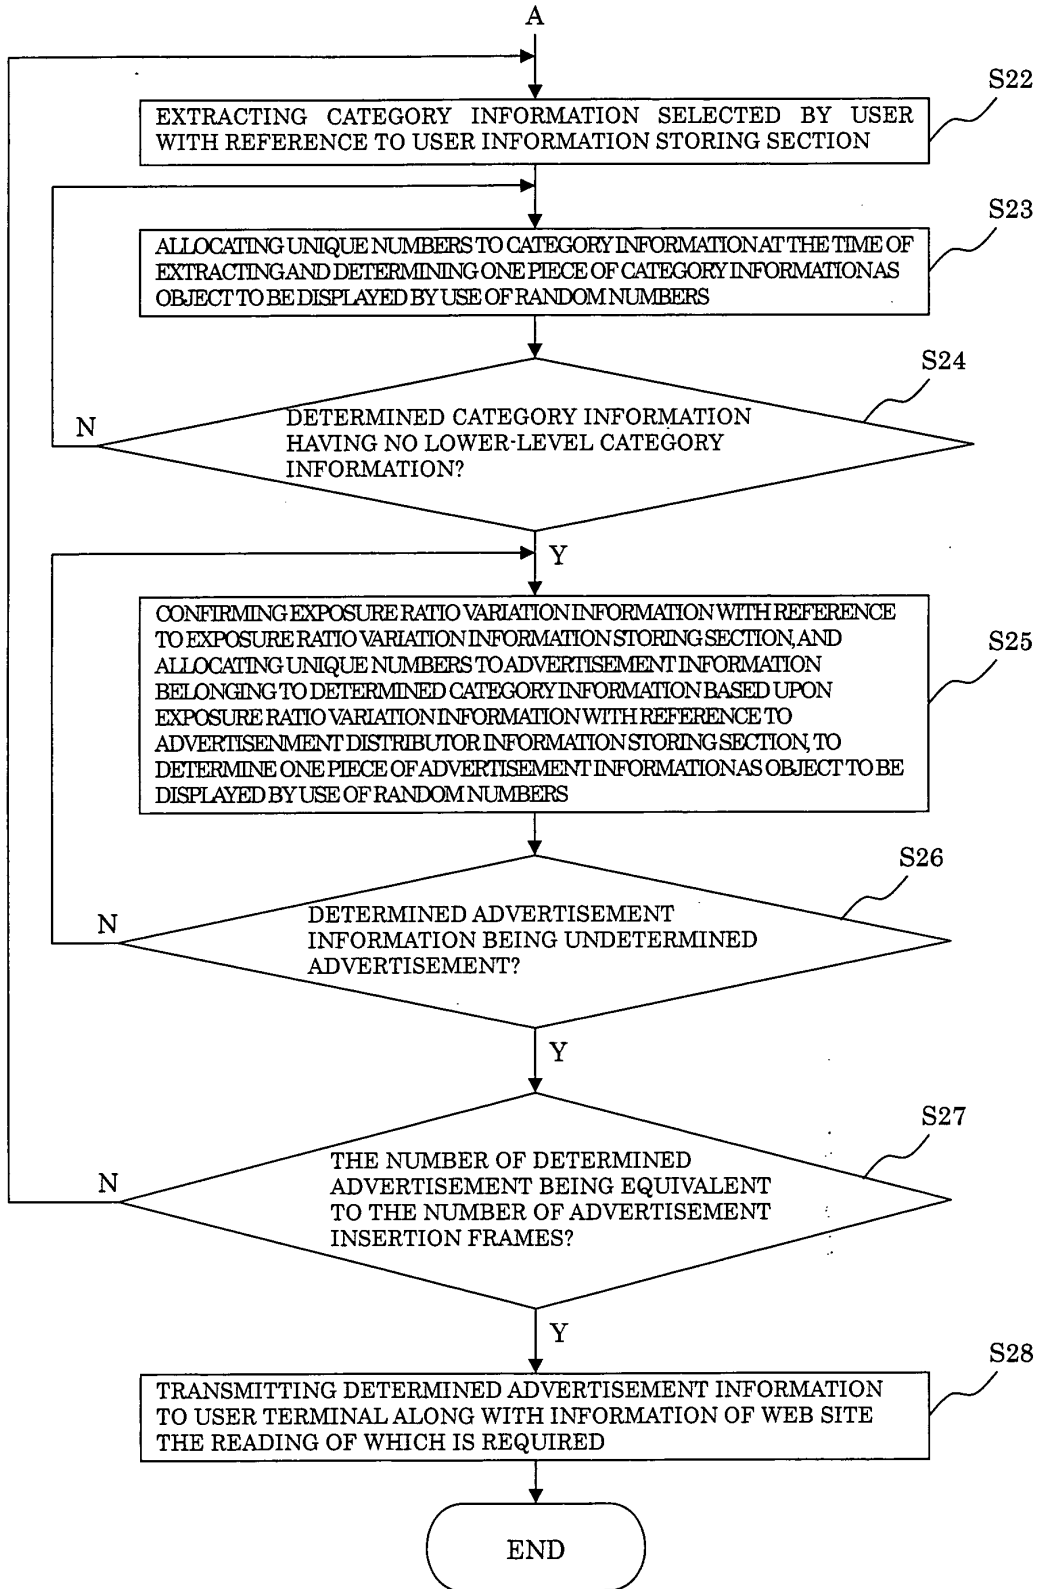 A
S22
EXTRACTING CATEGORY INFORMATION SELECTED BY USER
WITH REFERENCE TO USER INFORMATION STORING SECTION
S23
ALLOCATING UNIQUE NUMBERS TO CATEGORY INFORMATION AT THE TIME OF
EXTRACTING AND DETERMINING ONE PIECE OF CATEGORY INFORMATION AS
OBJECT TO BE DISPLAYED BY USE OF RANDOM NUMBERS
S24
N
DETERMINED CATEGORY INFORMATION
HAVING NO LOWER-LEVEL CATEGORY
INFORMATION?
Y
S25
CONFIRMING EXPOSURE RATIO VARIATION INFORMATION WITH REFERENCE
TO EXPOSURE RATIO VARIATION INFORMATION STORING SECTION, AND
ALLOCATING UNIQUE NUMBERS TO ADVERTISEMENT INFORMATION
BELONGING TO DETERMINED CATEGORY INFORMATION BASED UPON
EXPOSURE RATIO VARIATION INFORMATION WITH REFERENCE TO
ADVERTISENMENT DISTRIBUTOR INFORMATION STORING SECTION, TO
DETERMINE ONE PIECE OF ADVERTISEMENT INFORMATION AS OBJECT TO BE
DISPLAYED BY USE OF RANDOM NUMBERS
S26
N
DETERMINED ADVERTISEMENT
INFORMATION BEING UNDETERMINED
ADVERTISEMENT?
Y
S27
N
THE NUMBER OF DETERMINED
ADVERTISEMENT BEING EQUIVALENT
TO THE NUMBER OF ADVERTISEMENT
INSERTION FRAMES?
Y
S28
TRANSMITTING DETERMINED ADVERTISEMENT INFORMATION
TO USER TERMINAL ALONG WITH INFORMATION OF WEB SITE
THE READING OF WHICH IS REQUIRED
END